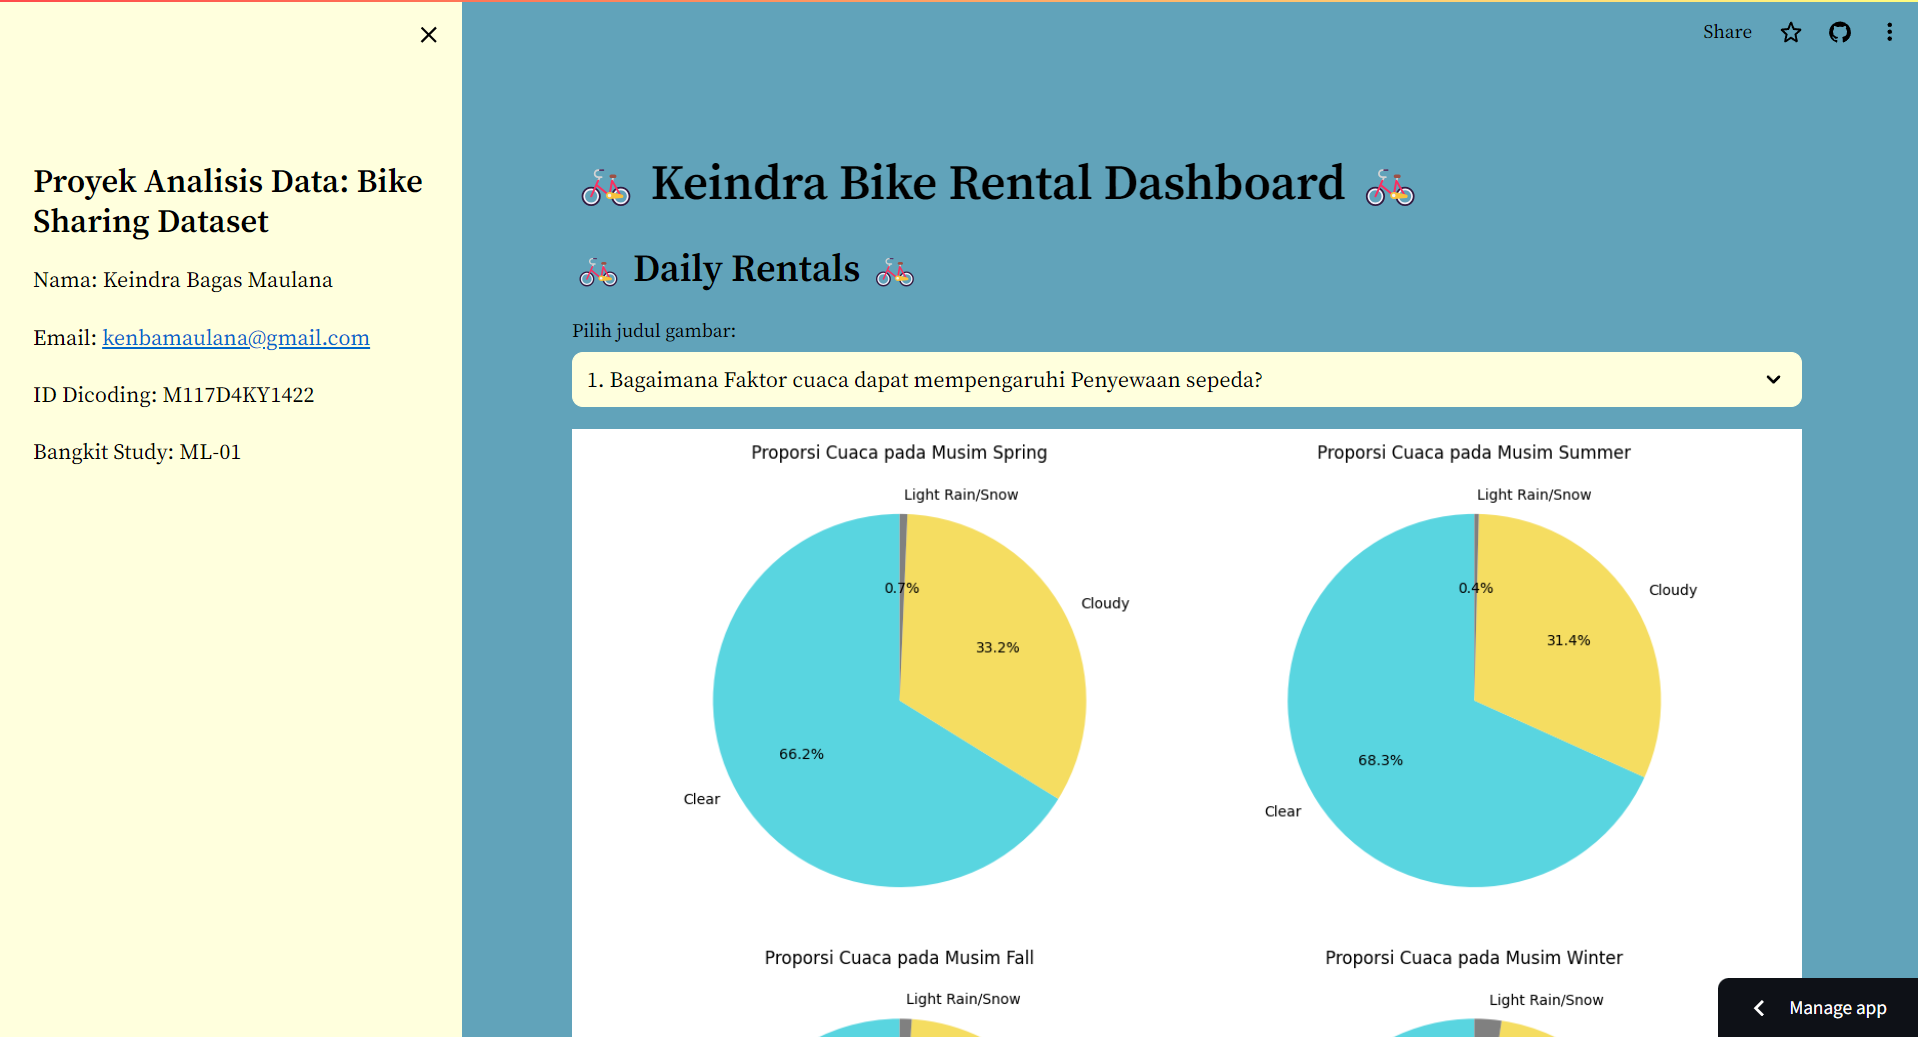 Share
Proyek Analisis Data: Bike
Sharing Dataset
Nama: Keindra Bagas Maulana
Email: kenbamaulana@gmail.com
ID Dicoding: M117D4KY1422
Bangkit Study: ML-01
Keindra Bike Rental Dashboard
Daily Rentals
Pilih judul gambar:
1. Bagaimana Faktor cuaca dapat mempengaruhi Penyewaan sepeda?
Proporsi Cuaca pada Musim Spring
Light Rain/Snow
0.7%
Cloudy
33.2%
66.2%
Clear
Proporsi Cuaca pada Musim Summer
Light Rain/Snow
0.4%
Cloudy
31.4%
68.3%
Clear
Proporsi Cuaca pada Musim Fall
Light Rain/Snow
Proporsi Cuaca pada Musim Winter
Light Rain/Snow
Manage app